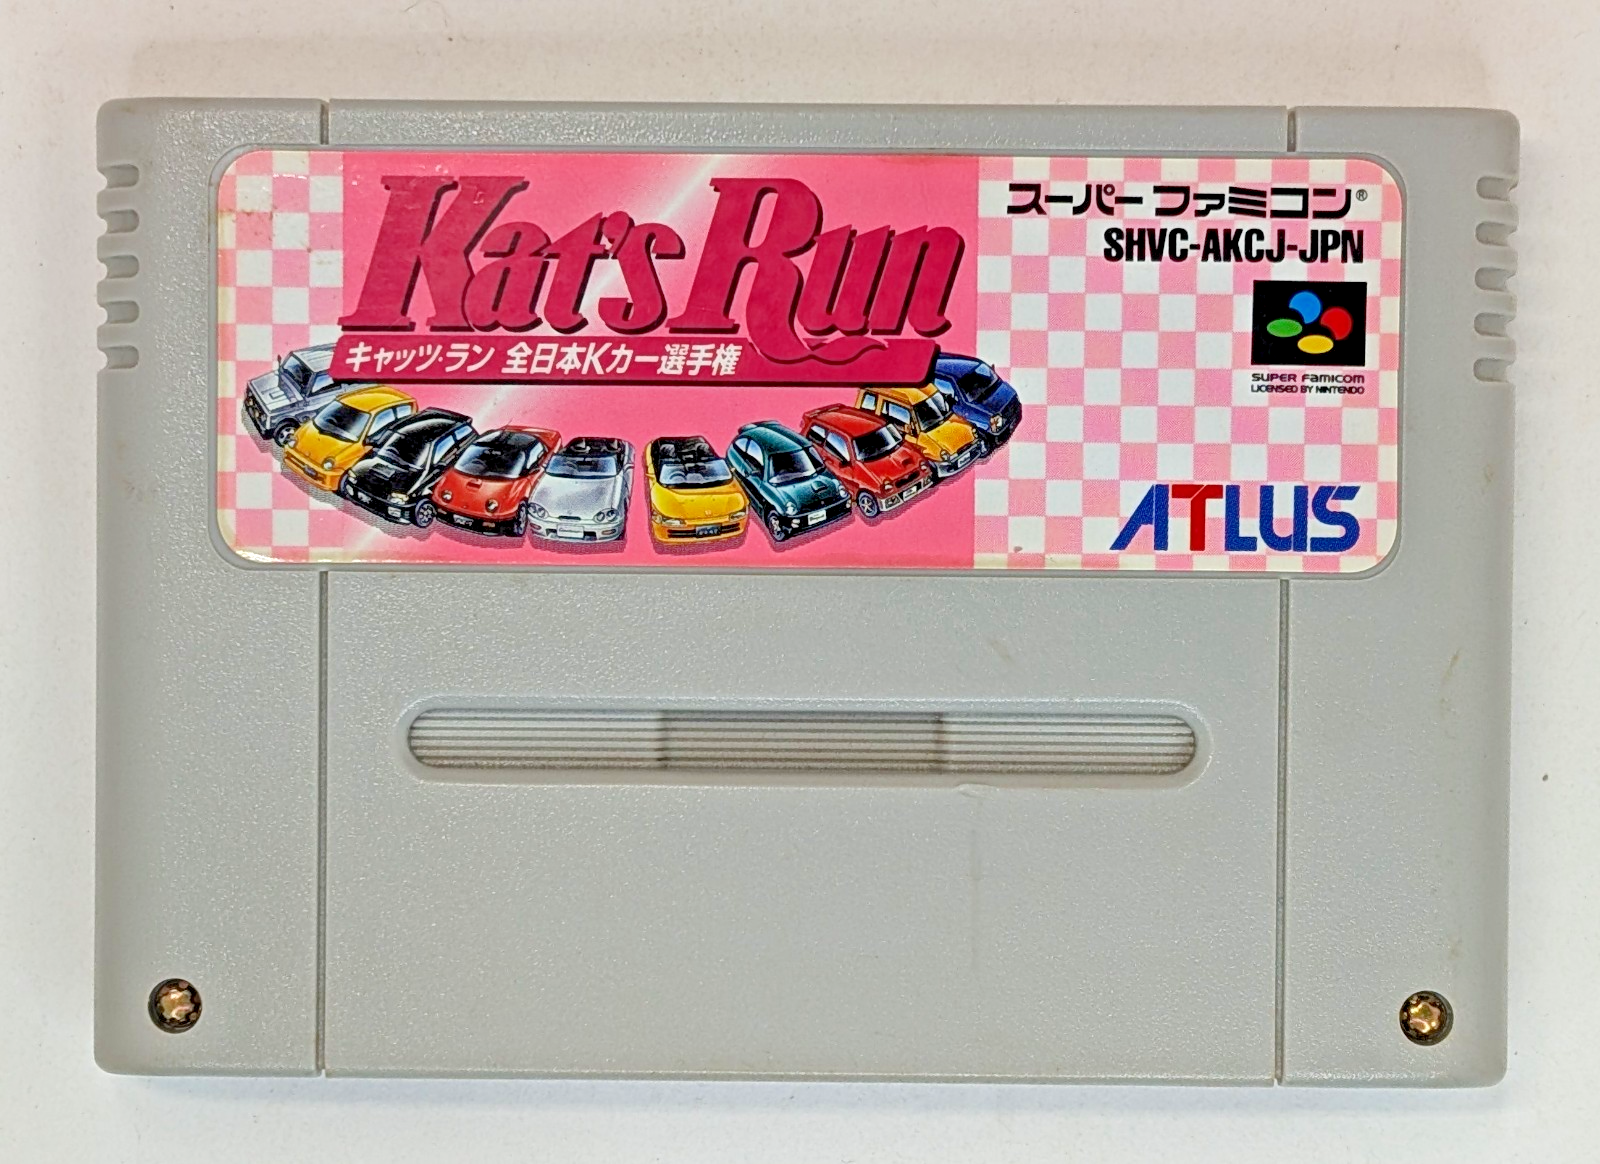 Kat's Run
キャッツ・ラン 全日本Kカー選手権
スーパーファミコン®
SHVC-AKCJ-JPN
SUPER FAMICOM
LICENSED BY NINTENDO
ATLUS